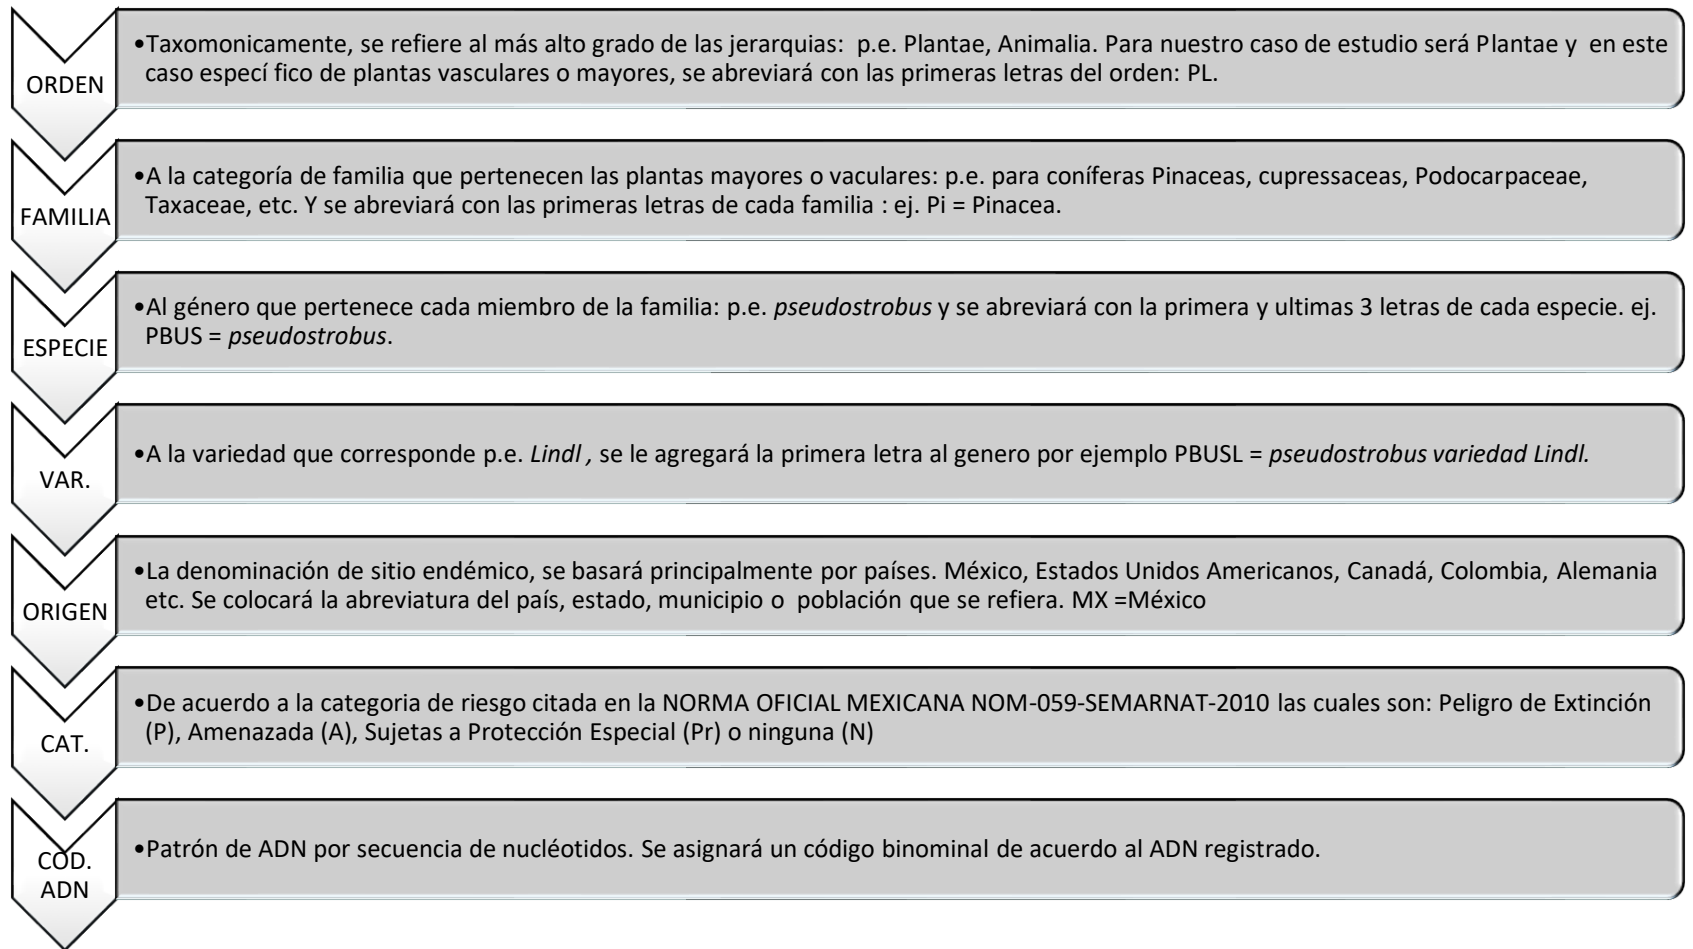 ORDEN
•Taxomonicamente, se refiere al más alto grado de las jerarquias: p.e. Plantae, Animalia. Para nuestro caso de estudio será Plantae y en este
caso especí fico de plantas vasculares o mayores, se abreviará con las primeras letras del orden: PL.
FAMILIA
•A la categoría de familia que pertenecen las plantas mayores o vaculares: p.e. para coníferas Pinaceas, cupressaceas, Podocarpaceae,
Taxaceae, etc. Y se abreviará con las primeras letras de cada familia : ej. Pi = Pinacea.
ESPECIE
•Al género que pertenece cada miembro de la familia: p.e. pseudostrobus y se abreviará con la primera y ultimas 3 letras de cada especie. ej.
PBUS = pseudostrobus.
VAR.
•A la variedad que corresponde p.e. Lindl , se le agregará la primera letra al genero por ejemplo PBUSL = pseudostrobus variedad Lindl.
ORIGEN
•La denominación de sitio endémico, se basará principalmente por países. México, Estados Unidos Americanos, Canadá, Colombia, Alemania
etc. Se colocará la abreviatura del país, estado, municipio o población que se refiera. MX =México
CAT.
•De acuerdo a la categoria de riesgo citada en la NORMA OFICIAL MEXICANA NOM-059-SEMARNAT-2010 las cuales son: Peligro de Extinción
(P), Amenazada (A), Sujetas a Protección Especial (Pr) o ninguna (N)
COD.
ADN
•Patrón de ADN por secuencia de nucléotidos. Se asignará un código binominal de acuerdo al ADN registrado.